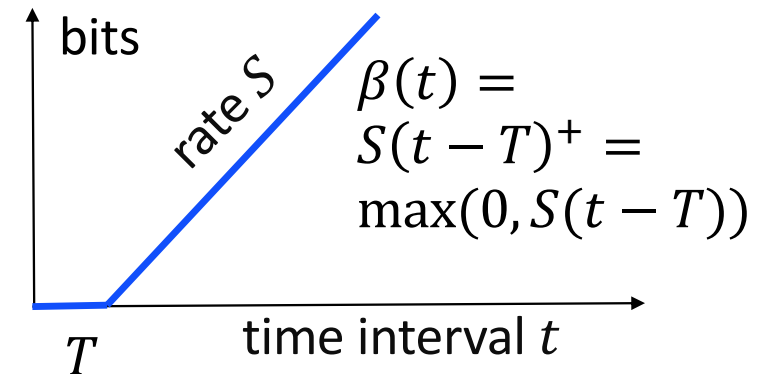 bits
rate S
β(t) =
S(t − T)⁺ =
max(0, S(t − T))
T
time interval t